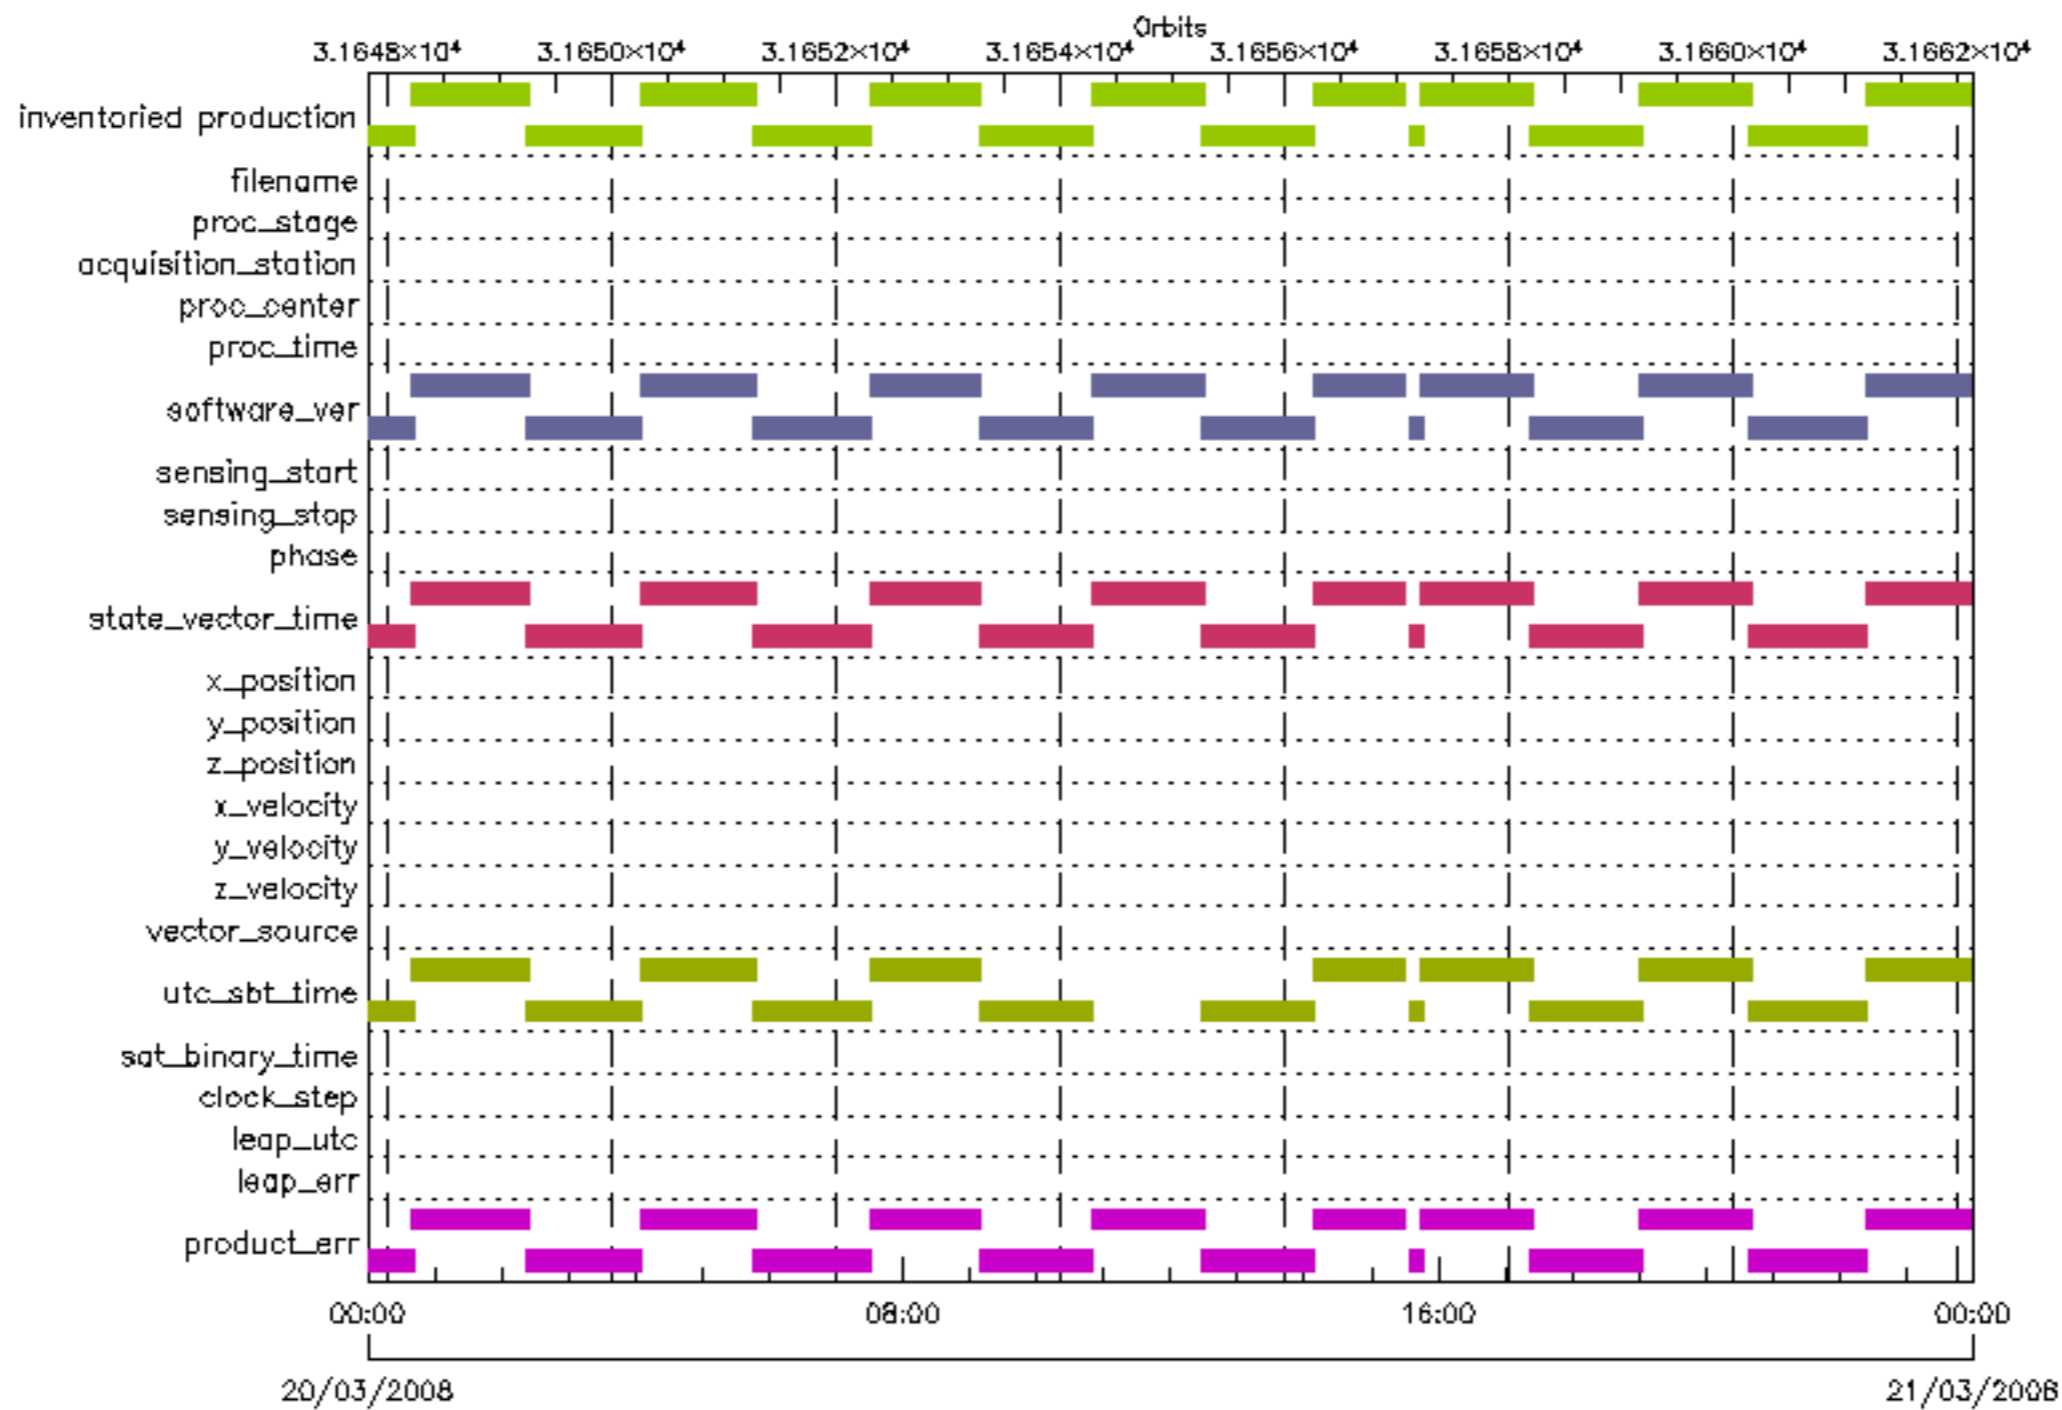 Orbits
3.1648×10⁴ 3.1650×10⁴ 3.1652×10⁴ 3.1654×10⁴ 3.1656×10⁴ 3.1658×10⁴ 3.1660×10⁴ 3.1662×10⁴
inventoried production
filename
proc_stage
acquisition_station
proc_center
proc_time
software_ver
sensing_start
sensing_stop
phase
state_vector_time
x_position
y_position
z_position
x_velocity
y_velocity
z_velocity
vector_source
utc_sbt_time
sat_binary_time
clock_step
leap_utc
leap_err
product_err
00:00 08:00 16:00 00:00
20/03/2008 21/03/2008